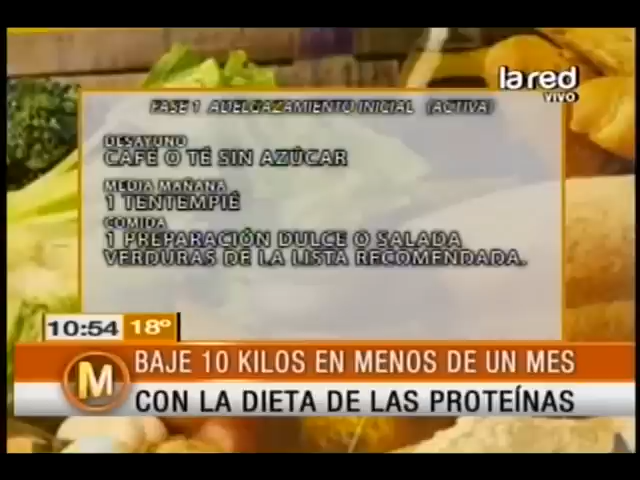 la red
VIVO
FASE 1 ADELGAZAMIENTO INICIAL (ACTIVA)
DESAYUNO
CAFÉ O TÉ SIN AZÚCAR
MEDIA MAÑANA
1 TENTEMPIÉ
COMIDA
1 PREPARACIÓN DULCE O SALADA
VERDURAS DE LA LISTA RECOMENDADA.
10:54 18º
M
BAJE 10 KILOS EN MENOS DE UN MES
CON LA DIETA DE LAS PROTEÍNAS